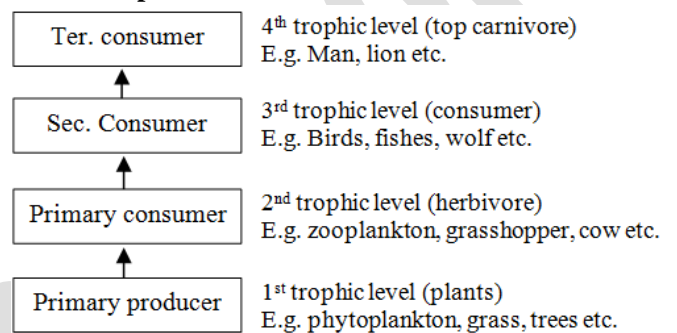 Ter. consumer
4th trophic level (top carnivore)
E.g. Man, lion etc.
Sec. Consumer
3rd trophic level (consumer)
E.g. Birds, fishes, wolf etc.
Primary consumer
2nd trophic level (herbivore)
E.g. zooplankton, grasshopper, cow etc.
Primary producer
1st trophic level (plants)
E.g. phytoplankton, grass, trees etc.